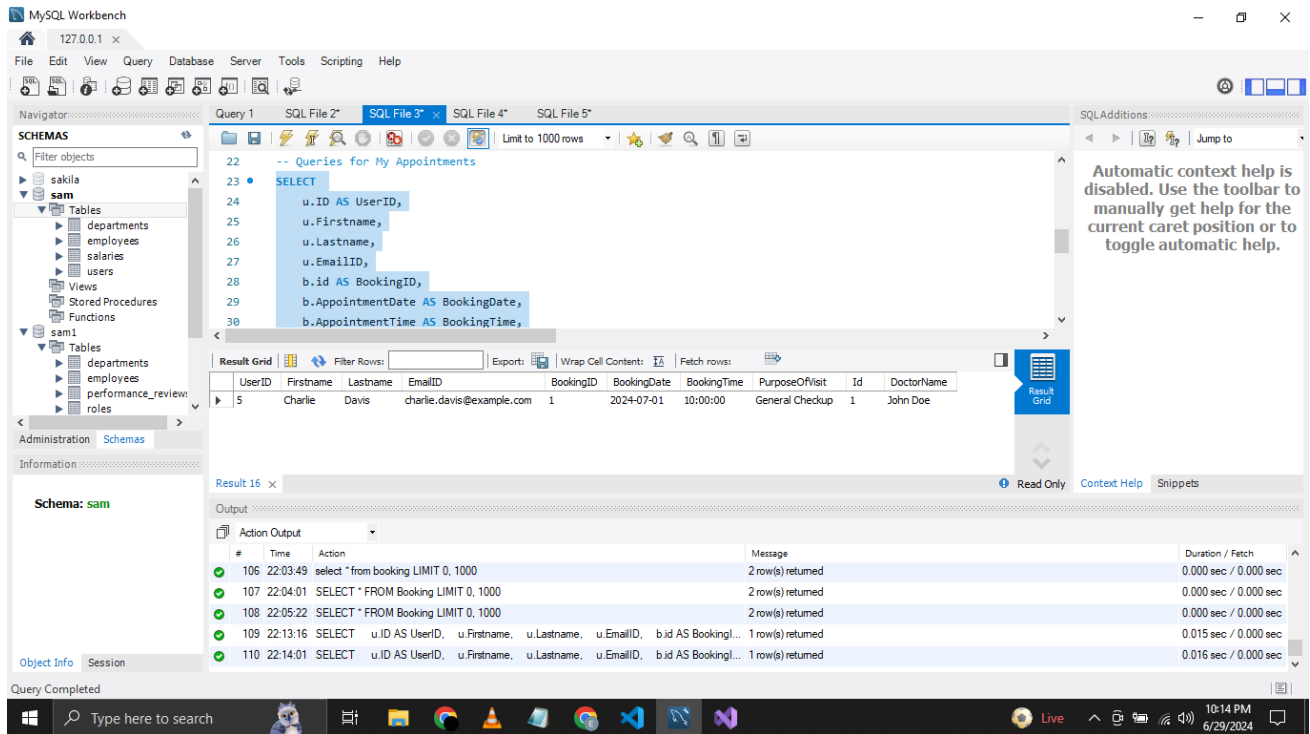 MySQL Workbench
127.0.0.1
File Edit View Query Database Server Tools Scripting Help
Navigator
SCHEMAS
Filter objects
sakila
sam
Tables
departments
employees
salaries
users
Views
Stored Procedures
Functions
sam1
Tables
departments
employees
performance_reviews
roles
Administration Schemas
Information
Schema: sam
Object Info Session
Query 1 SQL File 2* SQL File 3* SQL File 4* SQL File 5*
Limit to 1000 rows
22 -- Queries for My Appointments
23 SELECT
24 u.ID AS UserID,
25 u.Firstname,
26 u.Lastname,
27 u.EmailID,
28 b.id AS BookingID,
29 b.AppointmentDate AS BookingDate,
30 b.AppointmentTime AS BookingTime,
Result Grid Filter Rows: Export: Wrap Cell Content: Fetch rows:
UserID Firstname Lastname EmailID BookingID BookingDate BookingTime PurposeOfVisit Id DoctorName
5 Charlie Davis charlie.davis@example.com 1 2024-07-01 10:00:00 General Checkup 1 John Doe
Result
Grid
Result 16 Read Only
SQLAdditions
Jump to
Automatic context help is
disabled. Use the toolbar to
manually get help for the
current caret position or to
toggle automatic help.
Context Help Snippets
Output
Action Output
# Time Action Message Duration / Fetch
106 22:03:49 select * from booking LIMIT 0, 1000 2 row(s) returned 0.000 sec / 0.000 sec
107 22:04:01 SELECT * FROM Booking LIMIT 0, 1000 2 row(s) returned 0.000 sec / 0.000 sec
108 22:05:22 SELECT * FROM Booking LIMIT 0, 1000 2 row(s) returned 0.000 sec / 0.000 sec
109 22:13:16 SELECT u.ID AS UserID, u.Firstname, u.Lastname, u.EmailID, b.id AS BookingI... 1 row(s) returned 0.015 sec / 0.000 sec
110 22:14:01 SELECT u.ID AS UserID, u.Firstname, u.Lastname, u.EmailID, b.id AS BookingI... 1 row(s) returned 0.016 sec / 0.000 sec
Query Completed
Type here to search
Live
10:14 PM
6/29/2024